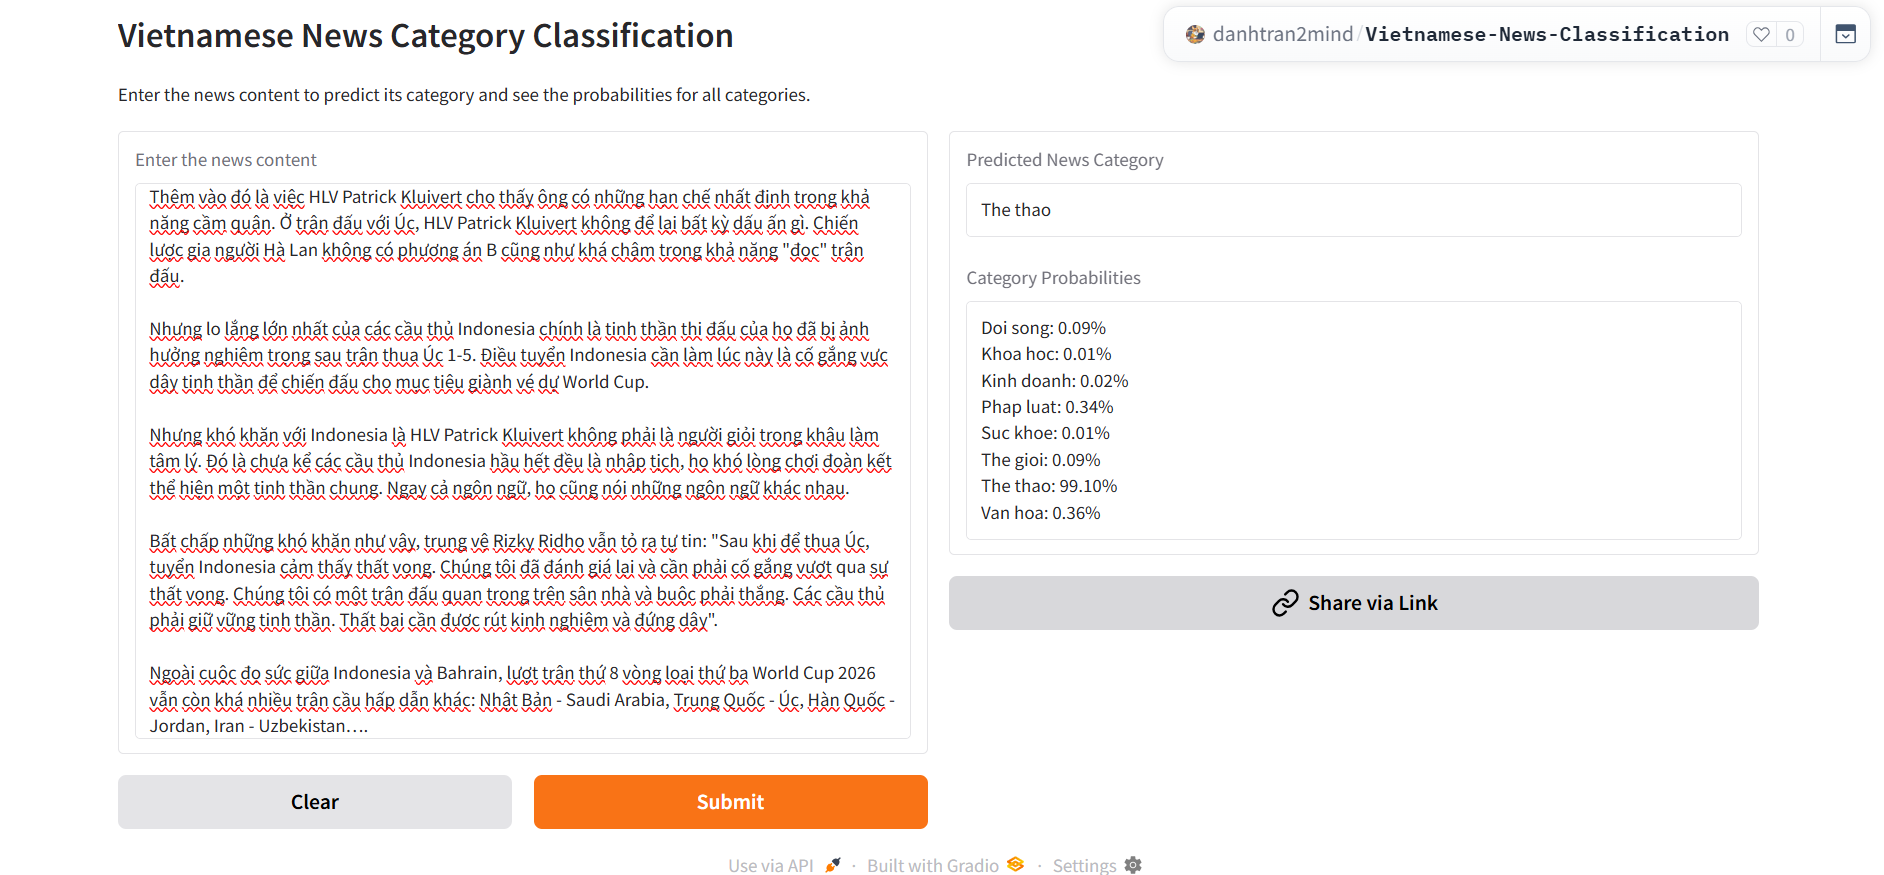 Vietnamese News Category Classification
danhtran2mind/Vietnamese-News-Classification
0
Enter the news content to predict its category and see the probabilities for all categories.
Enter the news content
Thêm vào đó là việc HLV Patrick Kluivert cho thấy ông có những hạn chế nhất định trong khả
năng cầm quân. Ở trận đấu với Úc, HLV Patrick Kluivert không để lại bất kỳ dấu ấn gì. Chiến
lược gia người Hà Lan không có phương án B cũng như khá chậm trong khả năng "đọc" trận
đấu.
Nhưng lo lắng lớn nhất của các cầu thủ Indonesia chính là tinh thần thi đấu của họ đã bị ảnh
hưởng nghiêm trọng sau trận thua Úc 1-5. Điều tuyển Indonesia cần làm lúc này là cố gắng vực
dậy tinh thần để chiến đấu cho mục tiêu giành vé dự World Cup.
Nhưng khó khăn với Indonesia là HLV Patrick Kluivert không phải là người giỏi trong khâu làm
tâm lý. Đó là chưa kể các cầu thủ Indonesia hầu hết đều là nhập tịch, họ khó lòng chơi đoàn kết
thể hiện một tinh thần chung. Ngay cả ngôn ngữ, họ cũng nói những ngôn ngữ khác nhau.
Bất chấp những khó khăn như vậy, trung vệ Rizky Ridho vẫn tỏ ra tự tin: "Sau khi để thua Úc,
tuyển Indonesia cảm thấy thất vọng. Chúng tôi đã đánh giá lại và cần phải cố gắng vượt qua sự
thất vọng. Chúng tôi có một trận đấu quan trọng trên sân nhà và buộc phải thắng. Các cầu thủ
phải giữ vững tinh thần. Thất bại cần được rút kinh nghiệm và đứng dậy".
Ngoài cuộc đọ sức giữa Indonesia và Bahrain, lượt trận thứ 8 vòng loại thứ ba World Cup 2026
vẫn còn khá nhiều trận cầu hấp dẫn khác: Nhật Bản - Saudi Arabia, Trung Quốc - Úc, Hàn Quốc -
Jordan, Iran - Uzbekistan….
Clear
Submit
Predicted News Category
The thao
Category Probabilities
Doi song: 0.09%
Khoa hoc: 0.01%
Kinh doanh: 0.02%
Phap luat: 0.34%
Suc khoe: 0.01%
The gioi: 0.09%
The thao: 99.10%
Van hoa: 0.36%
Share via Link
Use via API · Built with Gradio · Settings